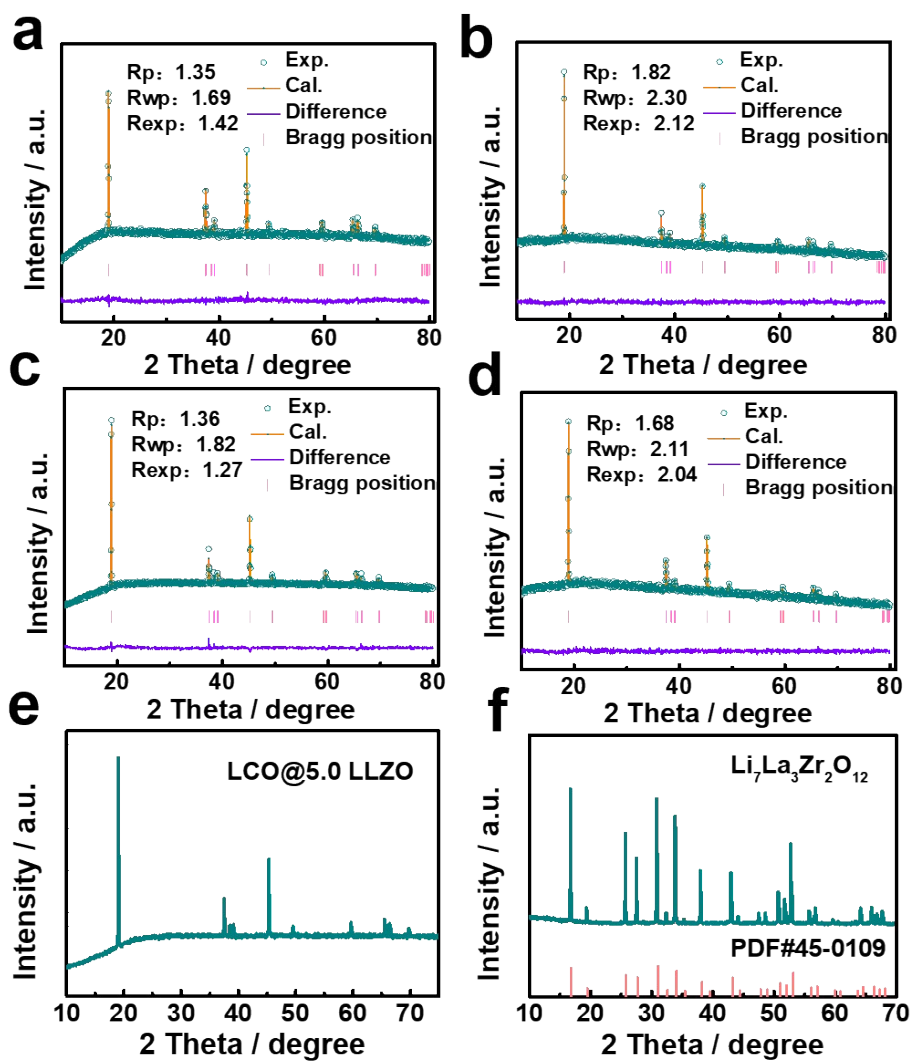 a
Rp：1.35
Rwp：1.69
Rexp：1.42
Exp.
Cal.
Difference
Bragg position
Intensity / a.u.
20 40 60 80
2 Theta / degree
b
Rp：1.82
Rwp：2.30
Rexp：2.12
Exp.
Cal.
Difference
Bragg position
Intensity / a.u.
20 40 60 80
2 Theta / degree
c
Rp：1.36
Rwp：1.82
Rexp：1.27
Exp.
Cal.
Difference
Bragg position
Intensity / a.u.
20 40 60 80
2 Theta / degree
d
Rp：1.68
Rwp：2.11
Rexp：2.04
Exp.
Cal.
Difference
Bragg position
Intensity / a.u.
20 40 60 80
2 Theta / degree
e
LCO@5.0 LLZO
Intensity / a.u.
10 20 30 40 50 60 70
2 Theta / degree
f
Li₇La₃Zr₂O₁₂
PDF#45-0109
Intensity / a.u.
10 20 30 40 50 60 70
2 Theta / degree